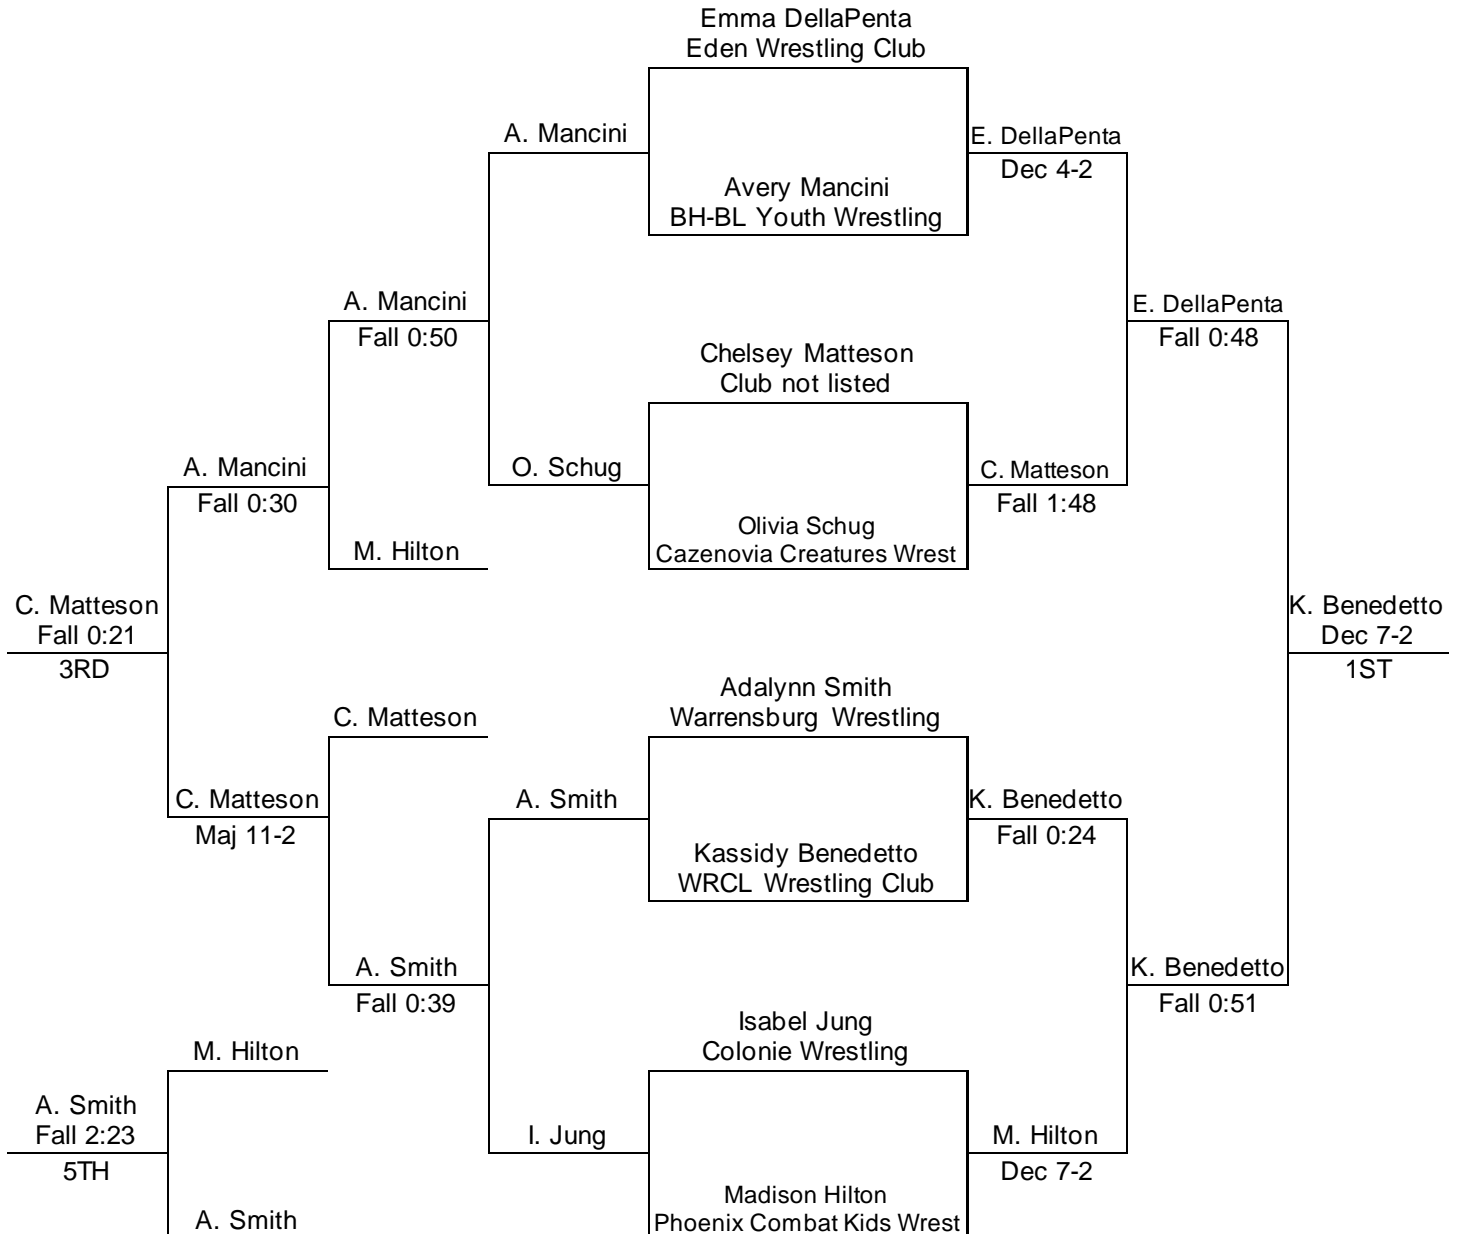 Emma DellaPenta
Eden Wrestling Club
A. Mancini
E. DellaPenta
Dec 4-2
Avery Mancini
BH-BL Youth Wrestling
A. Mancini
Fall 0:50
E. DellaPenta
Fall 0:48
Chelsey Matteson
Club not listed
A. Mancini
Fall 0:30
O. Schug
C. Matteson
Fall 1:48
Olivia Schug
Cazenovia Creatures Wrest
M. Hilton
C. Matteson
Fall 0:21
3RD
K. Benedetto
Dec 7-2
1ST
Adalynn Smith
Warrensburg Wrestling
C. Matteson
C. Matteson
Maj 11-2
A. Smith
K. Benedetto
Fall 0:24
Kassidy Benedetto
WRCL Wrestling Club
A. Smith
Fall 0:39
K. Benedetto
Fall 0:51
Isabel Jung
Colonie Wrestling
M. Hilton
A. Smith
Fall 2:23
5TH
I. Jung
M. Hilton
Dec 7-2
Madison Hilton
Phoenix Combat Kids Wrest
A. Smith